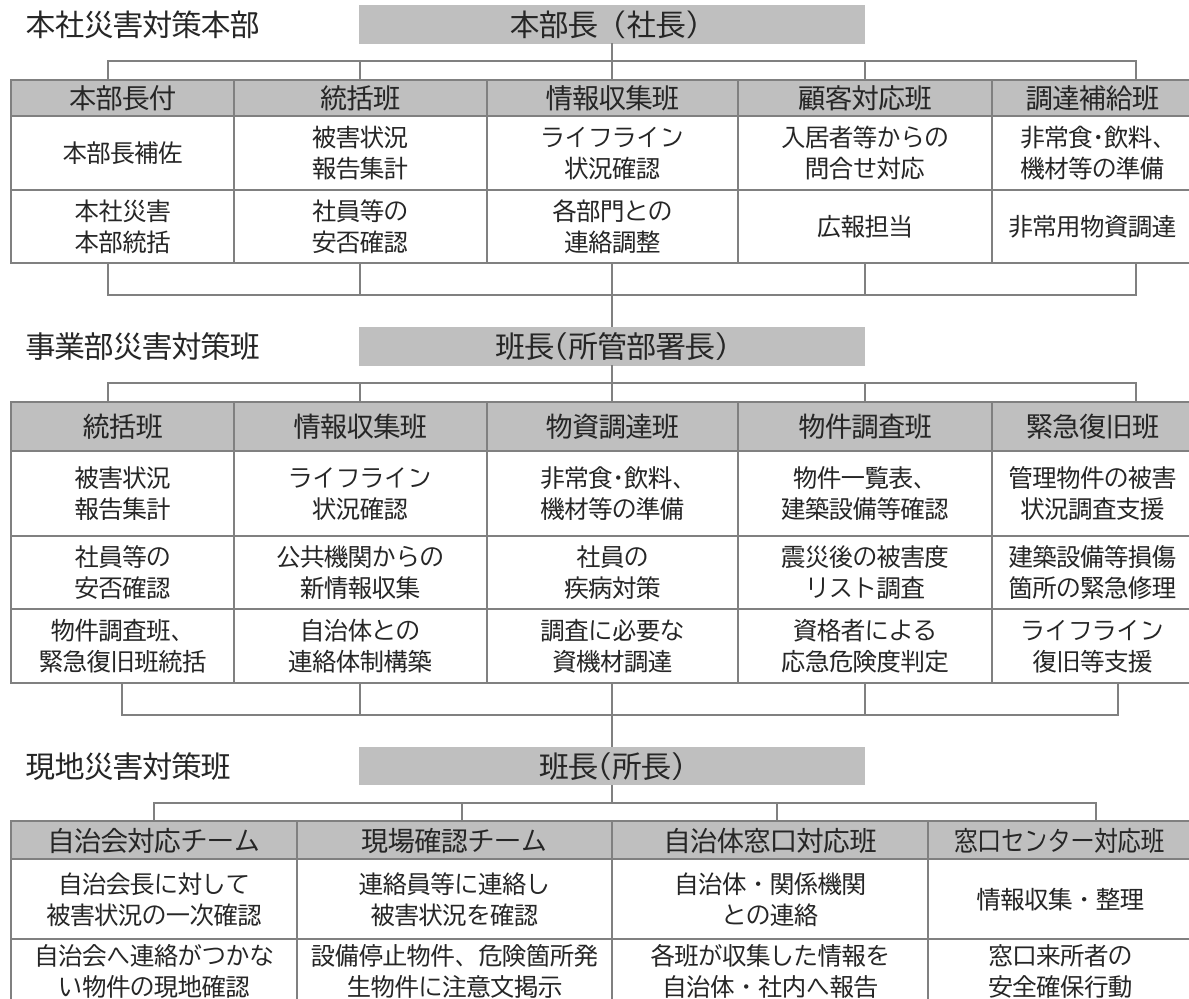 本社災害対策本部
本部長（社長）
本部長付
統括班
情報収集班
顧客対応班
調達補給班
本部長補佐
被害状況
報告集計
ライフライン
状況確認
入居者等からの
問合せ対応
非常食･飲料、
機材等の準備
本社災害
本部統括
社員等の
安否確認
各部門との
連絡調整
広報担当
非常用物資調達
事業部災害対策班
班長(所管部署長)
統括班
情報収集班
物資調達班
物件調査班
緊急復旧班
被害状況
報告集計
ライフライン
状況確認
非常食･飲料、
機材等の準備
物件一覧表、
建築設備等確認
管理物件の被害
状況調査支援
社員等の
安否確認
公共機関からの
新情報収集
社員の
疾病対策
震災後の被害度
リスト調査
建築設備等損傷
箇所の緊急修理
物件調査班、
緊急復旧班統括
自治体との
連絡体制構築
調査に必要な
資機材調達
資格者による
応急危険度判定
ライフライン
復旧等支援
現地災害対策班
班長(所長)
自治会対応チーム
現場確認チーム
自治体窓口対応班
窓口センター対応班
自治会長に対して
被害状況の一次確認
連絡員等に連絡し
被害状況を確認
自治体・関係機関
との連絡
情報収集・整理
自治会へ連絡がつかな
い物件の現地確認
設備停止物件、危険箇所発
生物件に注意文掲示
各班が収集した情報を
自治体・社内へ報告
窓口来所者の
安全確保行動